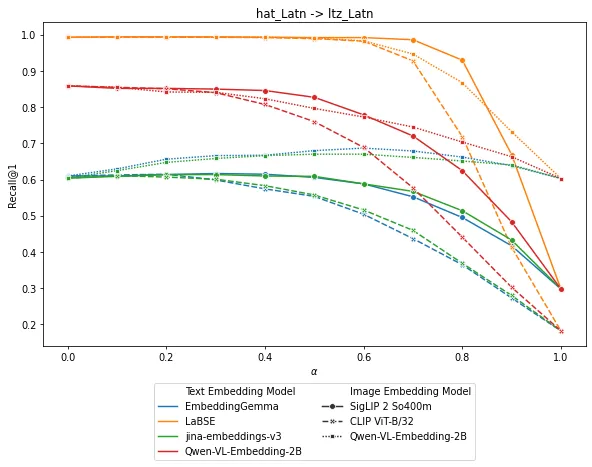 hat_Latn -> ltz_Latn
Recall@1
1.0
0.9
0.8
0.7
0.6
0.5
0.4
0.3
0.2
0.0 0.2 0.4 0.6 0.8 1.0
α
Text Embedding Model
EmbeddingGemma
LaBSE
jina-embeddings-v3
Qwen-VL-Embedding-2B
Image Embedding Model
SigLIP 2 So400m
CLIP ViT-B/32
Qwen-VL-Embedding-2B